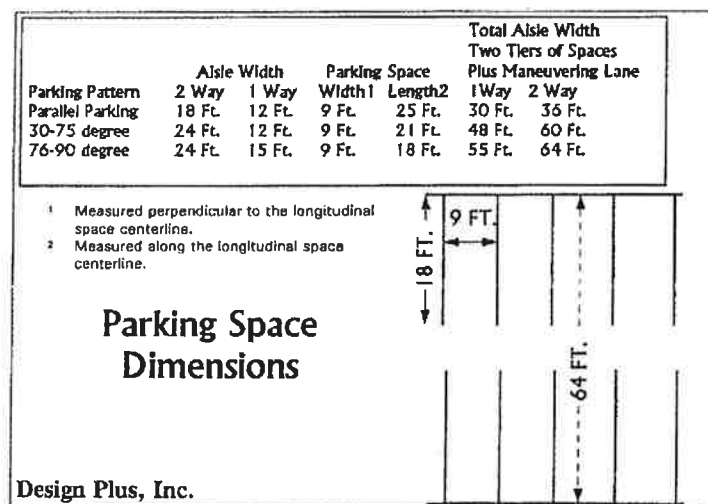 Total Aisle Width
Two Tiers of Spaces
Aisle Width Parking Space Plus Maneuvering Lane
Parking Pattern 2 Way 1 Way Width1 Length2 1Way 2 Way
Parallel Parking 18 Ft. 12 Ft. 9 Ft. 25 Ft. 30 Ft. 36 Ft.
30-75 degree 24 Ft. 12 Ft. 9 Ft. 21 Ft. 48 Ft. 60 Ft.
76-90 degree 24 Ft. 15 Ft. 9 Ft. 18 Ft. 55 Ft. 64 Ft.
1 Measured perpendicular to the longitudinal
space centerline.
2 Measured along the longitudinal space
centerline.
9 FT.
18 FT.
Parking Space
Dimensions
64 FT.
Design Plus, Inc.